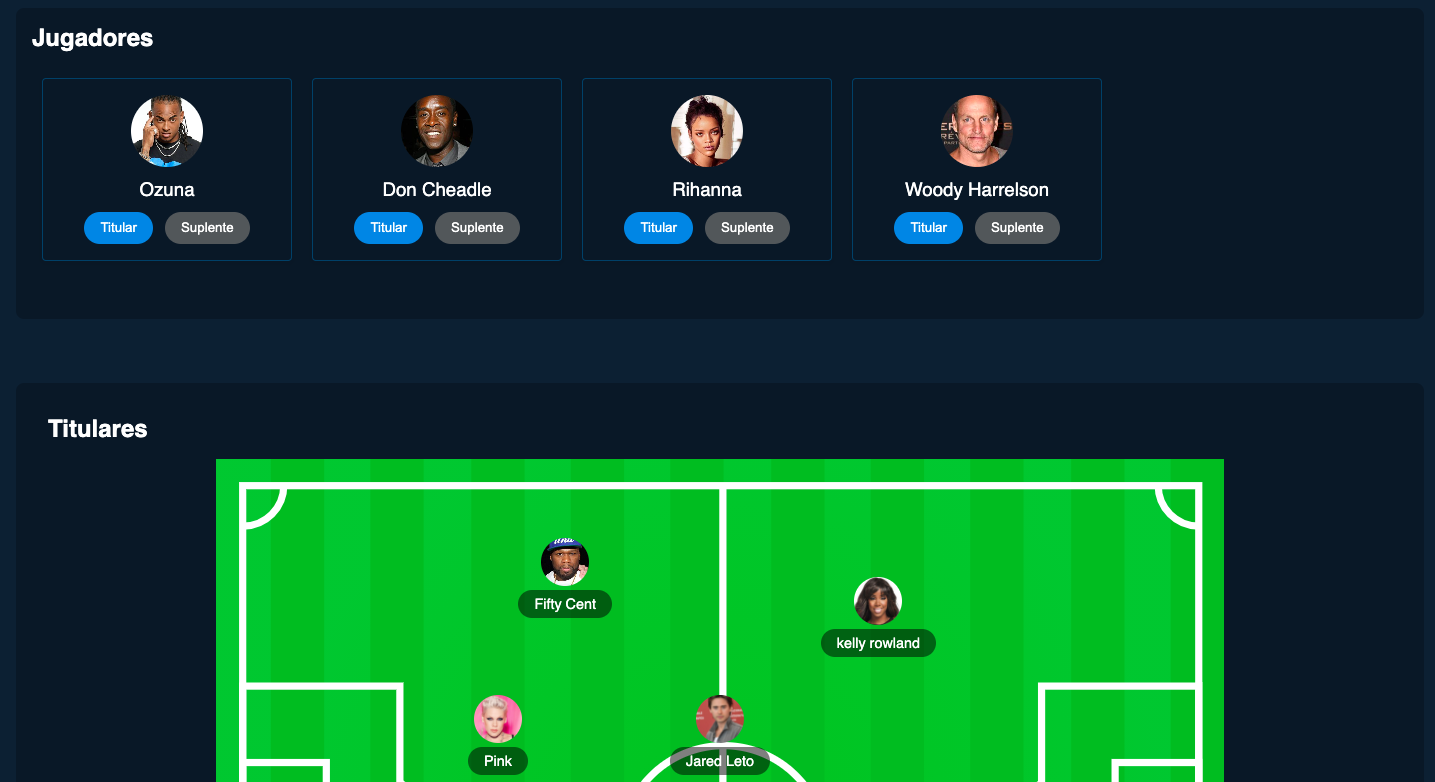 Jugadores
Ozuna
Don Cheadle
Rihanna
Woody Harrelson
Titular Suplente
Titular Suplente
Titular Suplente
Titular Suplente
Titulares
Fifty Cent
kelly rowland
Pink
Jared Leto